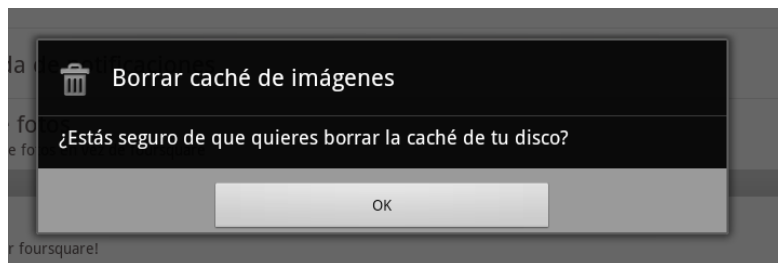 Borrar caché de imágenes
¿Estás seguro de que quieres borrar la caché de tu disco?
OK
r foursquare!